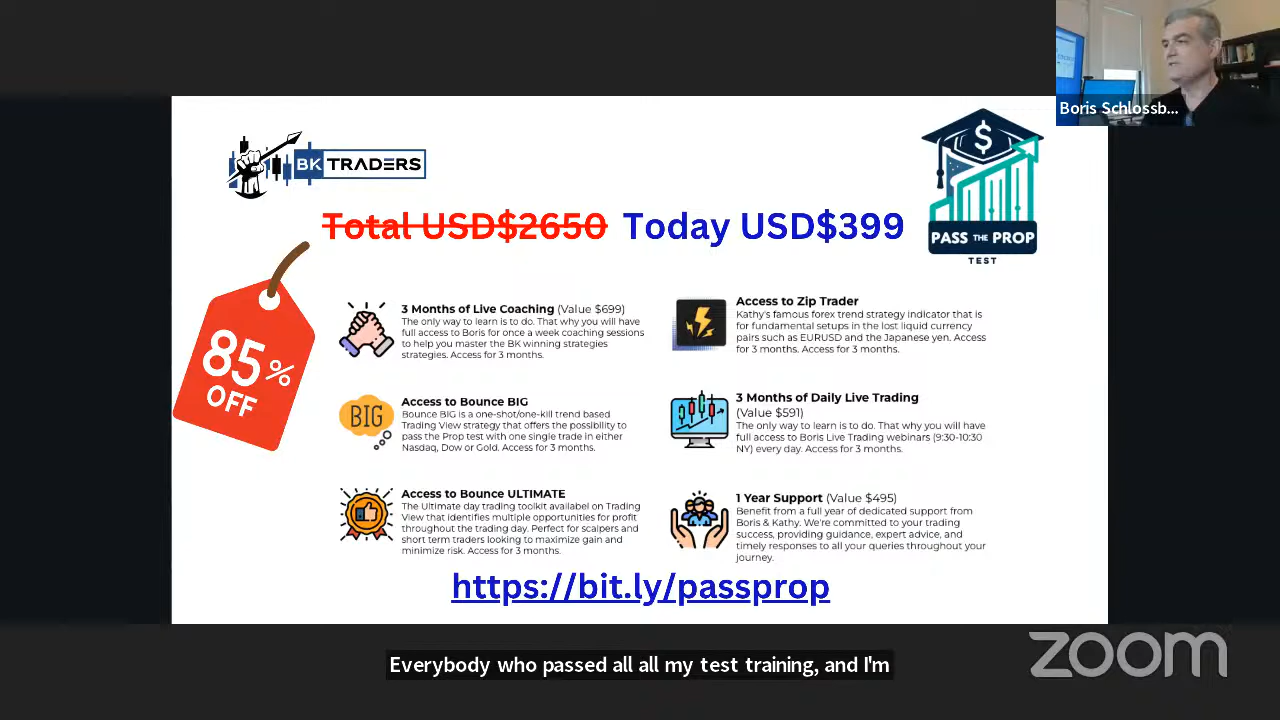 Boris Schlossb...
BK TRADERS
Total USD$2650 Today USD$399
PASS THE PROP
TEST
85%
OFF
3 Months of Live Coaching (Value $699)
The only way to learn is to do. That why you will have
full access to Boris for once a week coaching sessions
to help you master the BK winning strategies
strategies. Access for 3 months.
Access to Zip Trader
Kathy's famous forex trend strategy indicator that is
for fundamental setups in the lost liquid currency
pairs such as EURUSD and the Japanese yen. Access
for 3 months. Access for 3 months.
BIG
Access to Bounce BIG
Bounce BIG is a one-shot/one-kill trend based
Trading View strategy that offers the possibility to
pass the Prop test with one single trade in either
Nasdaq, Dow or Gold. Access for 3 months.
3 Months of Daily Live Trading
(Value $591)
The only way to learn is to do. That why you will have
full access to Boris Live Trading webinars (9:30-10:30
NY) every day. Access for 3 months.
Access to Bounce ULTIMATE
The Ultimate day trading toolkit availabel on Trading
View that identifies multiple opportunities for profit
throughout the trading day. Perfect for scalpers and
short term traders looking to maximize gain and
minimize risk. Access for 3 months.
1 Year Support (Value $495)
Benefit from a full year of dedicated support from
Boris & Kathy. We're committed to your trading
success, providing guidance, expert advice, and
timely responses to all your queries throughout your
journey.
https://bit.ly/passprop
Everybody who passed all all my test training, and I'm
zoom